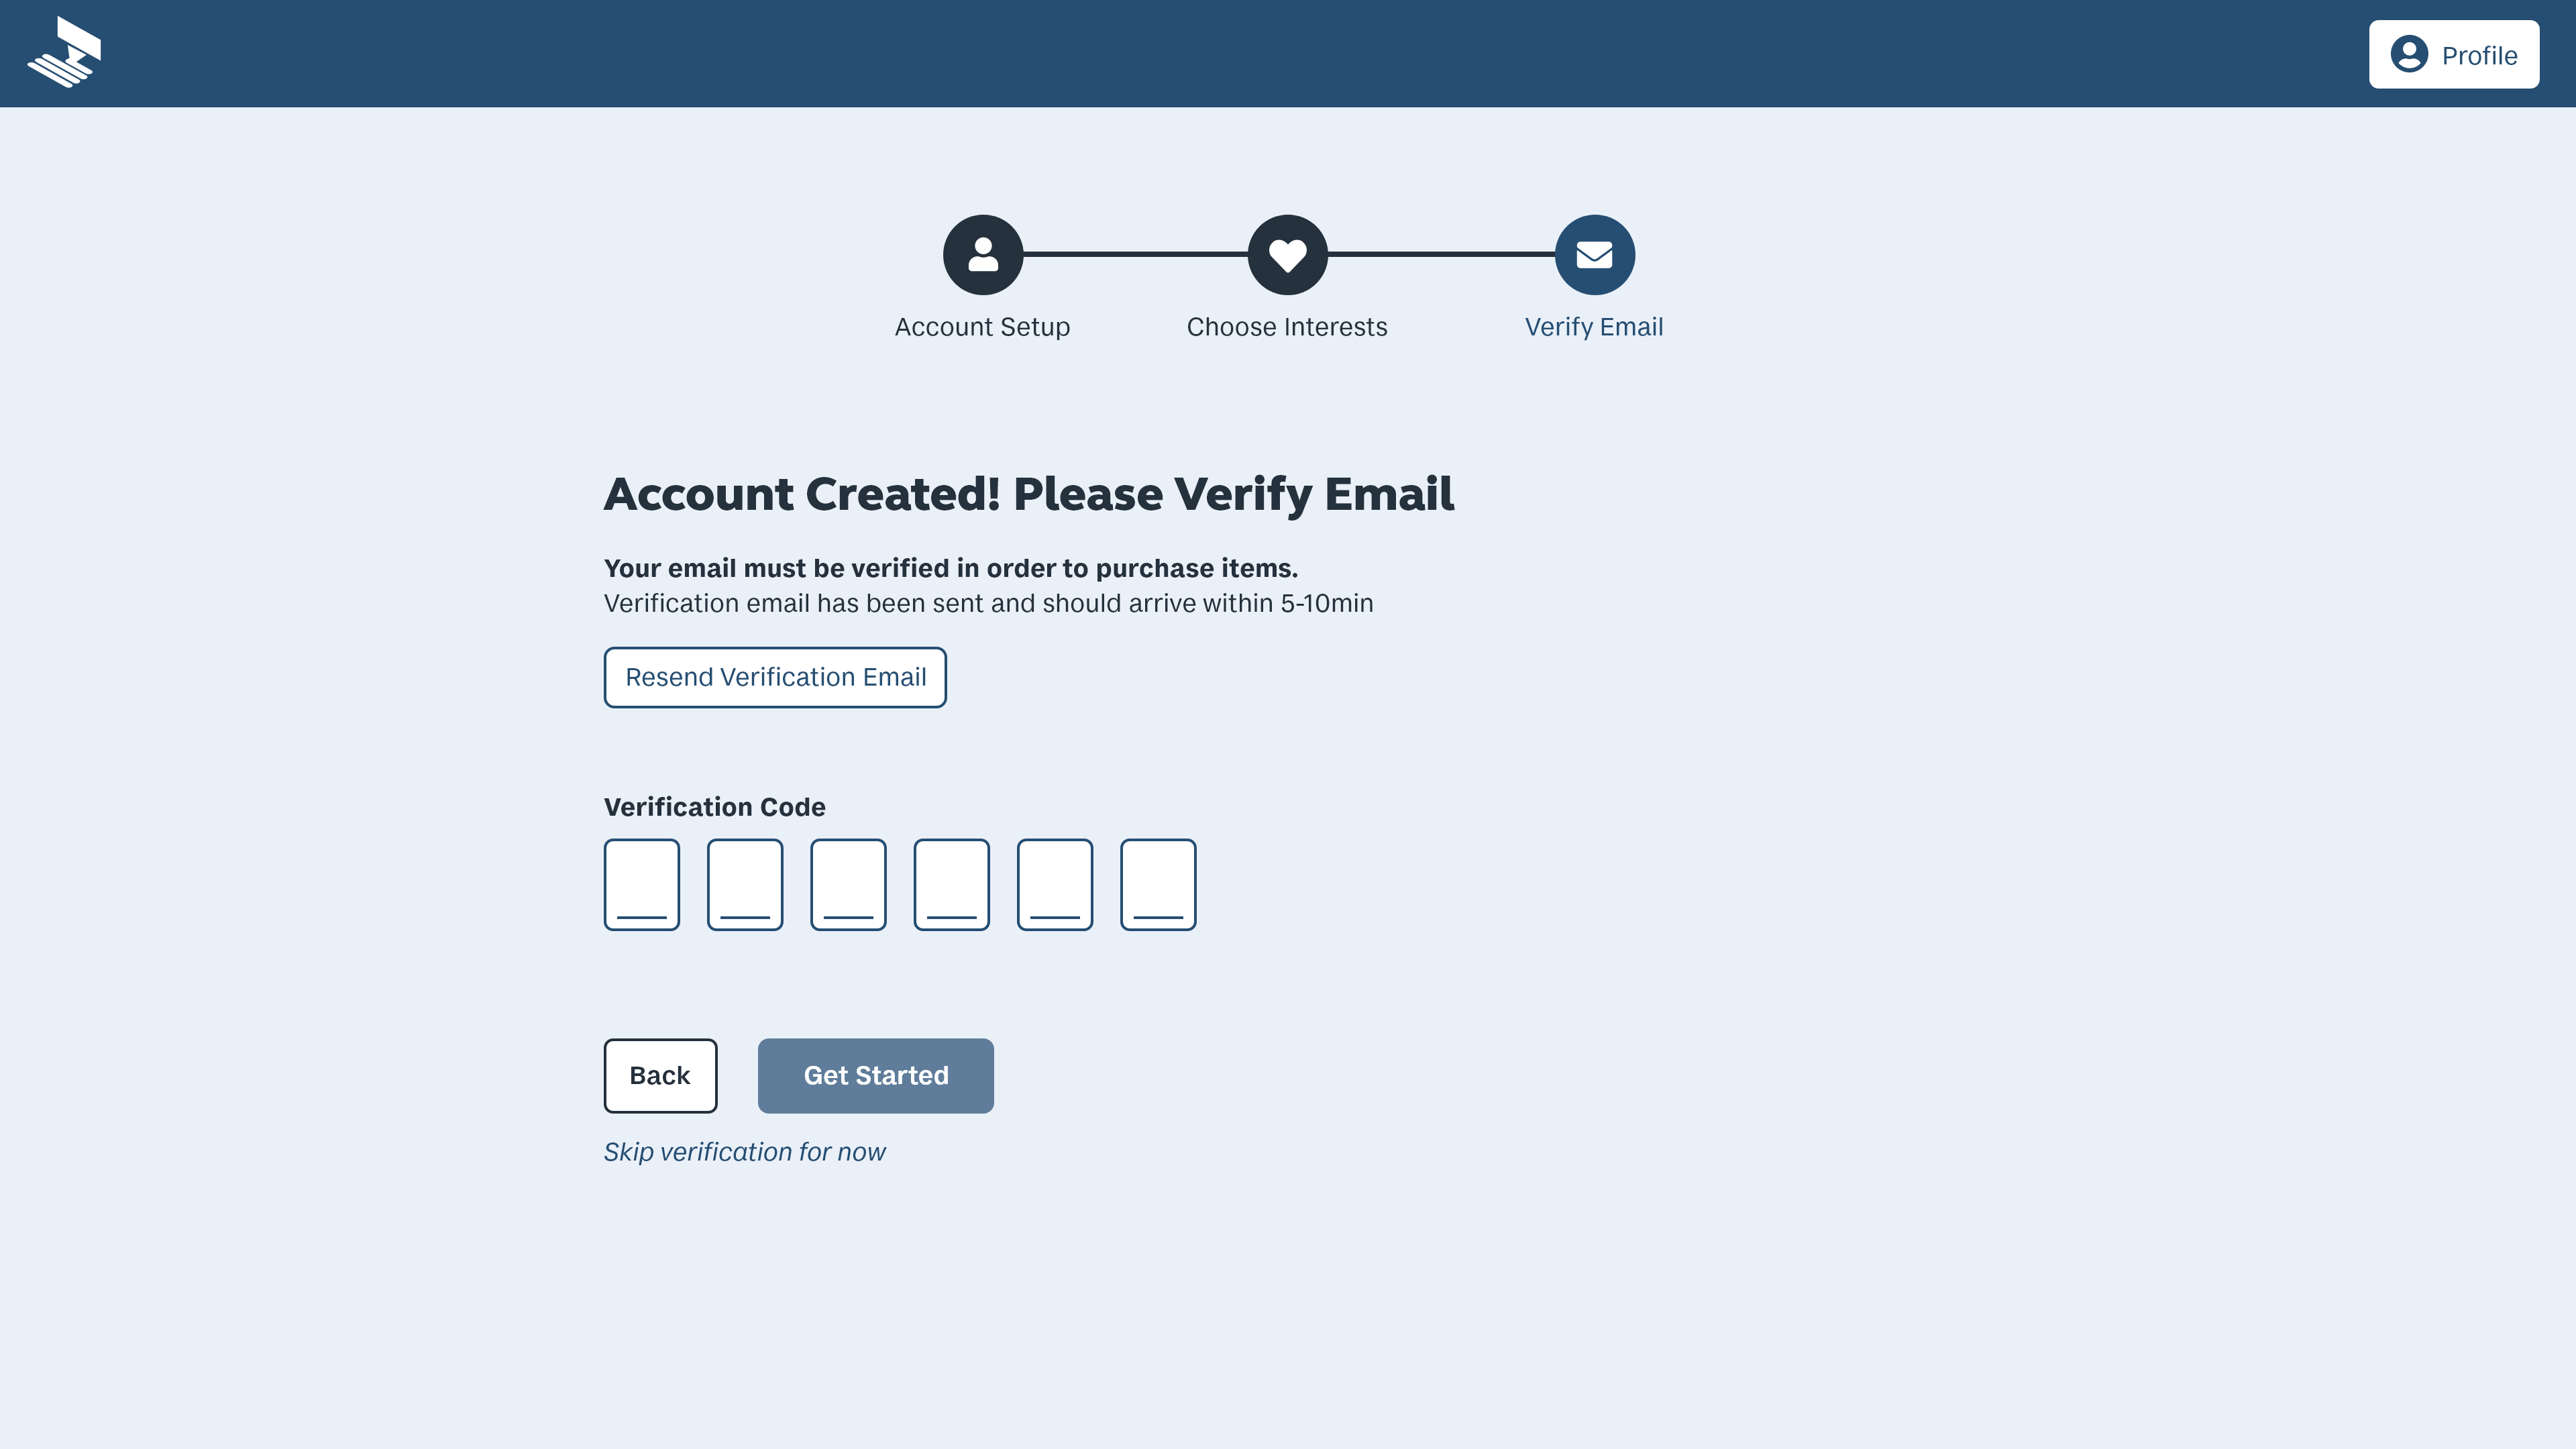 Profile
Account Setup
Choose Interests
Verify Email
Account Created! Please Verify Email
Your email must be verified in order to purchase items.
Verification email has been sent and should arrive within 5-10min
Resend Verification Email
Verification Code
Back
Get Started
Skip verification for now